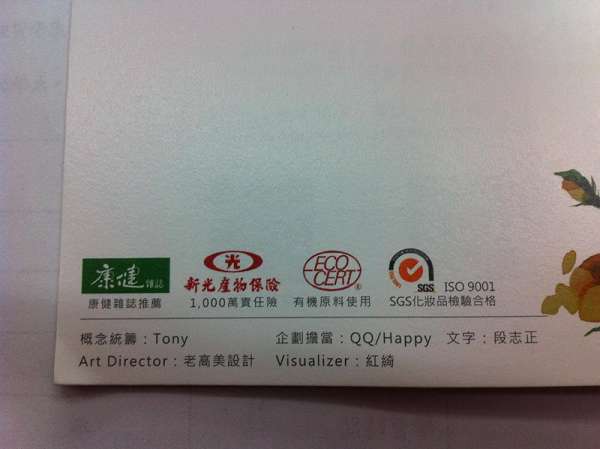 康健雜誌
新光產物保險
ECO
CERT®
SGS
ISO 9001
康健雜誌推薦
1,000萬責任險
有機原料使用
SGS化妝品檢驗合格
概念統籌：Tony
企劃擔當：QQ/Happy
文字：段志正
Art Director：老高美設計
Visualizer：紅綺